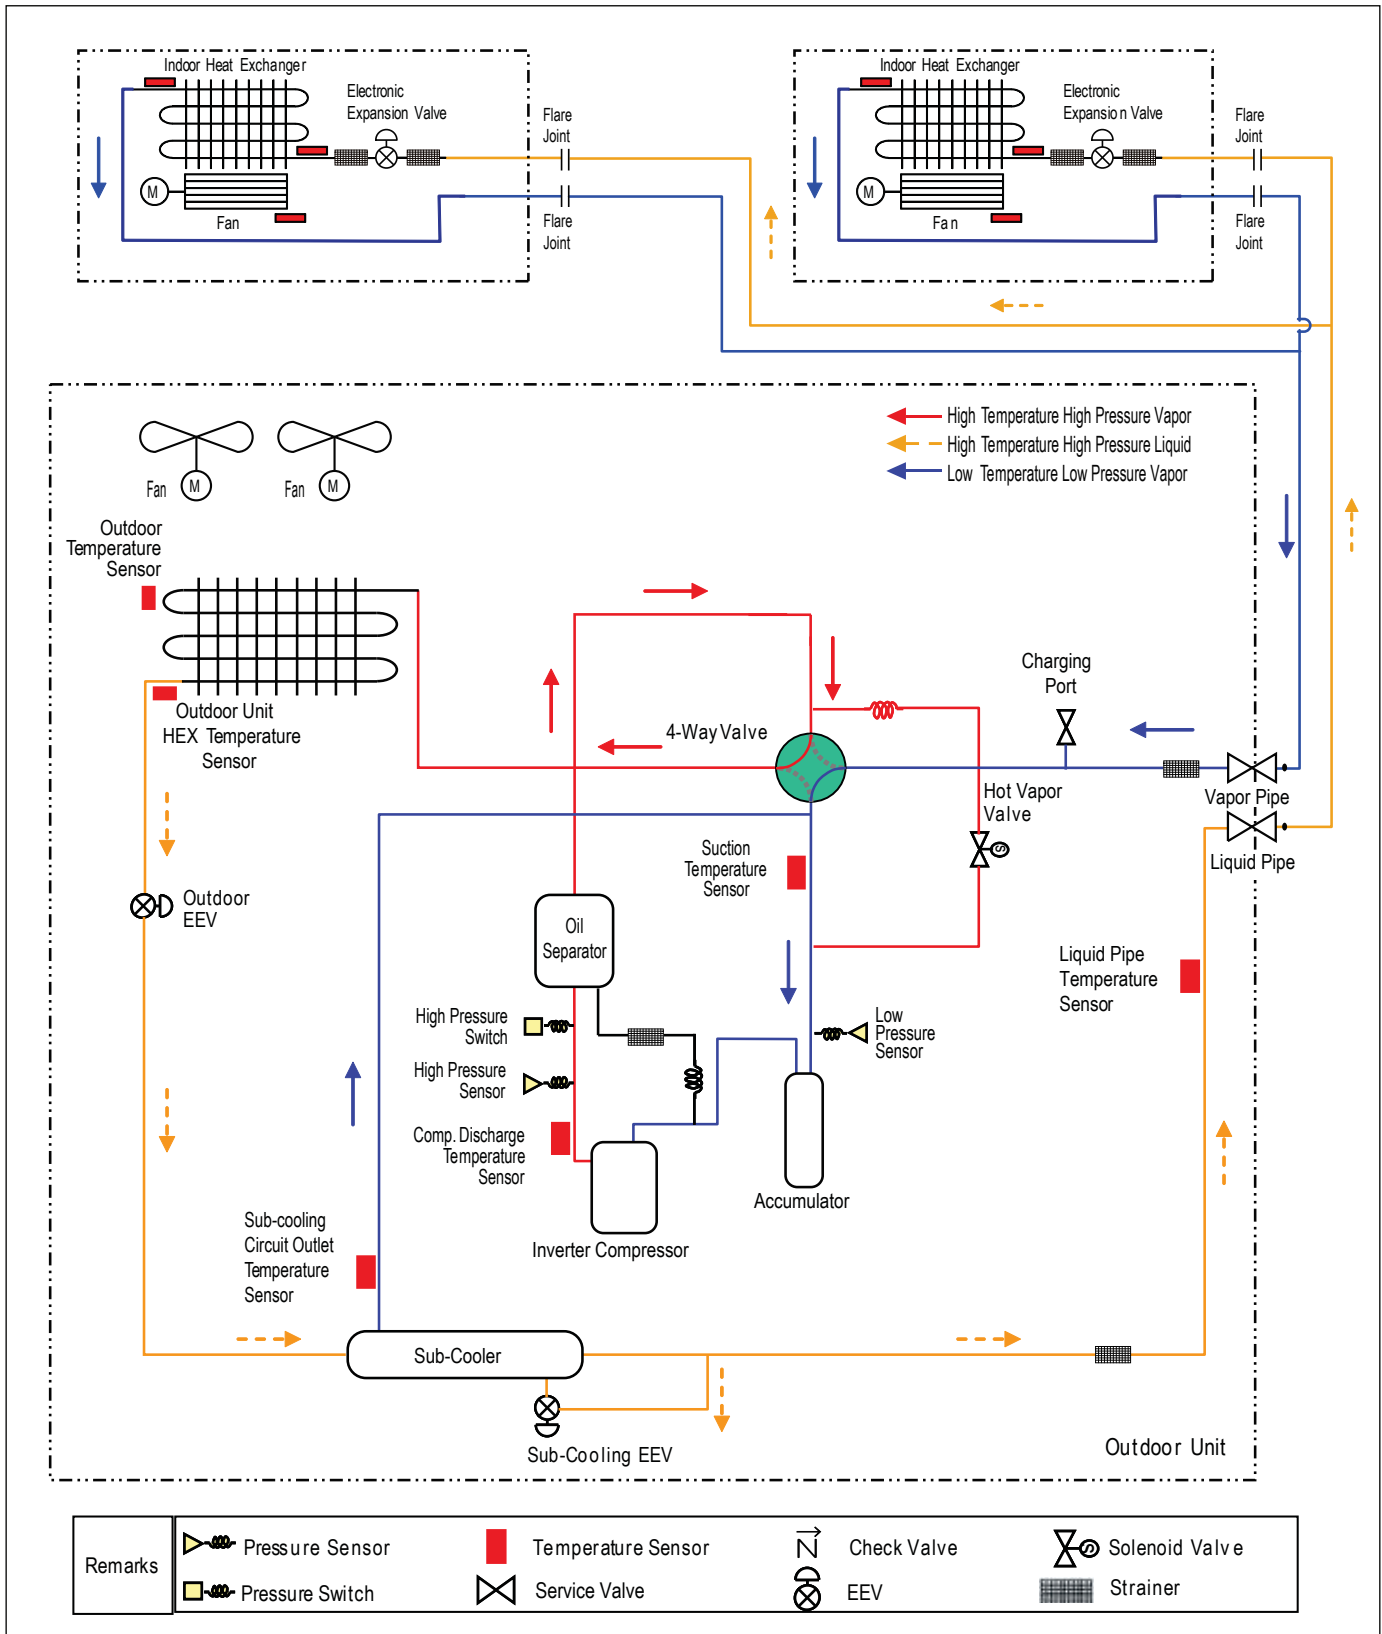 Indoor Heat Exchanger
Electronic
Expansion Valve
Flare
Joint
M
Fan
Flare
Joint
Indoor Heat Exchanger
Electronic
Expansion Valve
Flare
Joint
M
Fan
Flare
Joint
High Temperature High Pressure Vapor
High Temperature High Pressure Liquid
Low Temperature Low Pressure Vapor
Fan
M
Fan
M
Outdoor
Temperature
Sensor
Outdoor Unit
HEX Temperature
Sensor
4-Way Valve
Charging
Port
Hot Vapor
Valve
S
Vapor Pipe
Liquid Pipe
Suction
Temperature
Sensor
Outdoor
EEV
Oil
Separator
Liquid Pipe
Temperature
Sensor
High Pressure
Switch
Low
Pressure
Sensor
High Pressure
Sensor
Comp. Discharge
Temperature
Sensor
Accumulator
Inverter Compressor
Sub-cooling
Circuit Outlet
Temperature
Sensor
Sub-Cooler
Sub-Cooling EEV
Outdoor Unit
Remarks
Pressure Sensor
Temperature Sensor
Check Valve
S
Solenoid Valve
Pressure Switch
Service Valve
EEV
Strainer